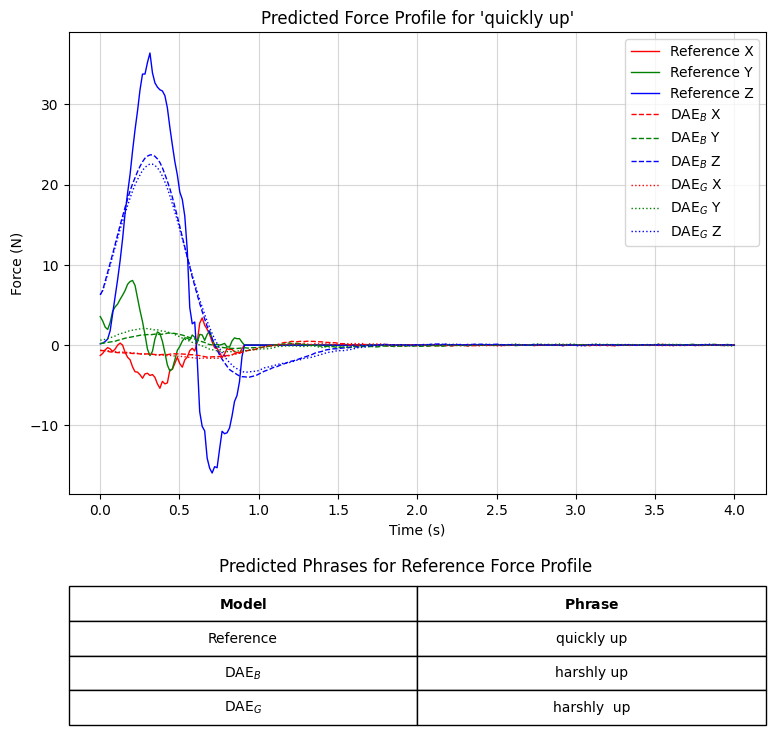 Predicted Force Profile for 'quickly up'
Reference X
Reference Y
Reference Z
DAE_B X
DAE_B Y
DAE_B Z
DAE_G X
DAE_G Y
DAE_G Z
Force (N)
30
20
10
0
−10
0.0 0.5 1.0 1.5 2.0 2.5 3.0 3.5 4.0
Time (s)
Predicted Phrases for Reference Force Profile
Model Phrase
Reference quickly up
DAE_B harshly up
DAE_G harshly  up